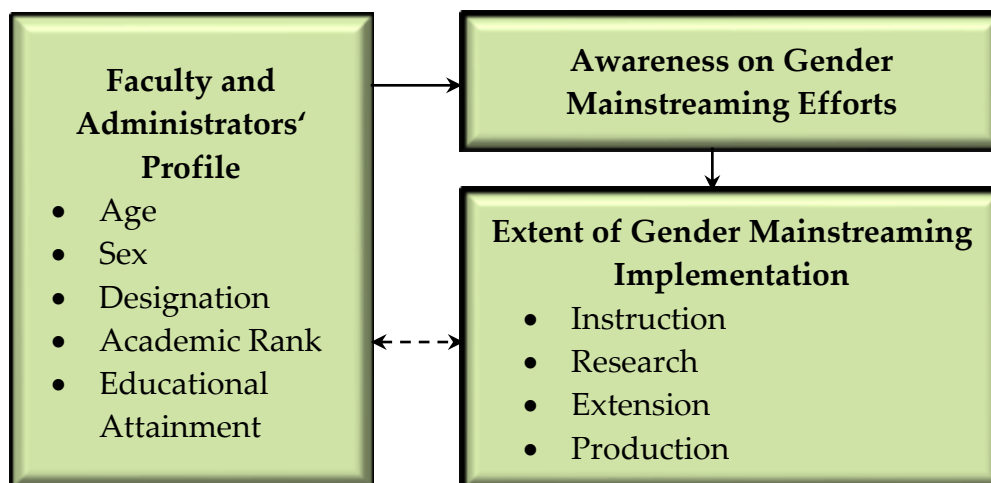 Faculty and
Administrators‘
Profile
• Age
• Sex
• Designation
• Academic Rank
• Educational
Attainment
Awareness on Gender
Mainstreaming Efforts
Extent of Gender Mainstreaming
Implementation
• Instruction
• Research
• Extension
• Production